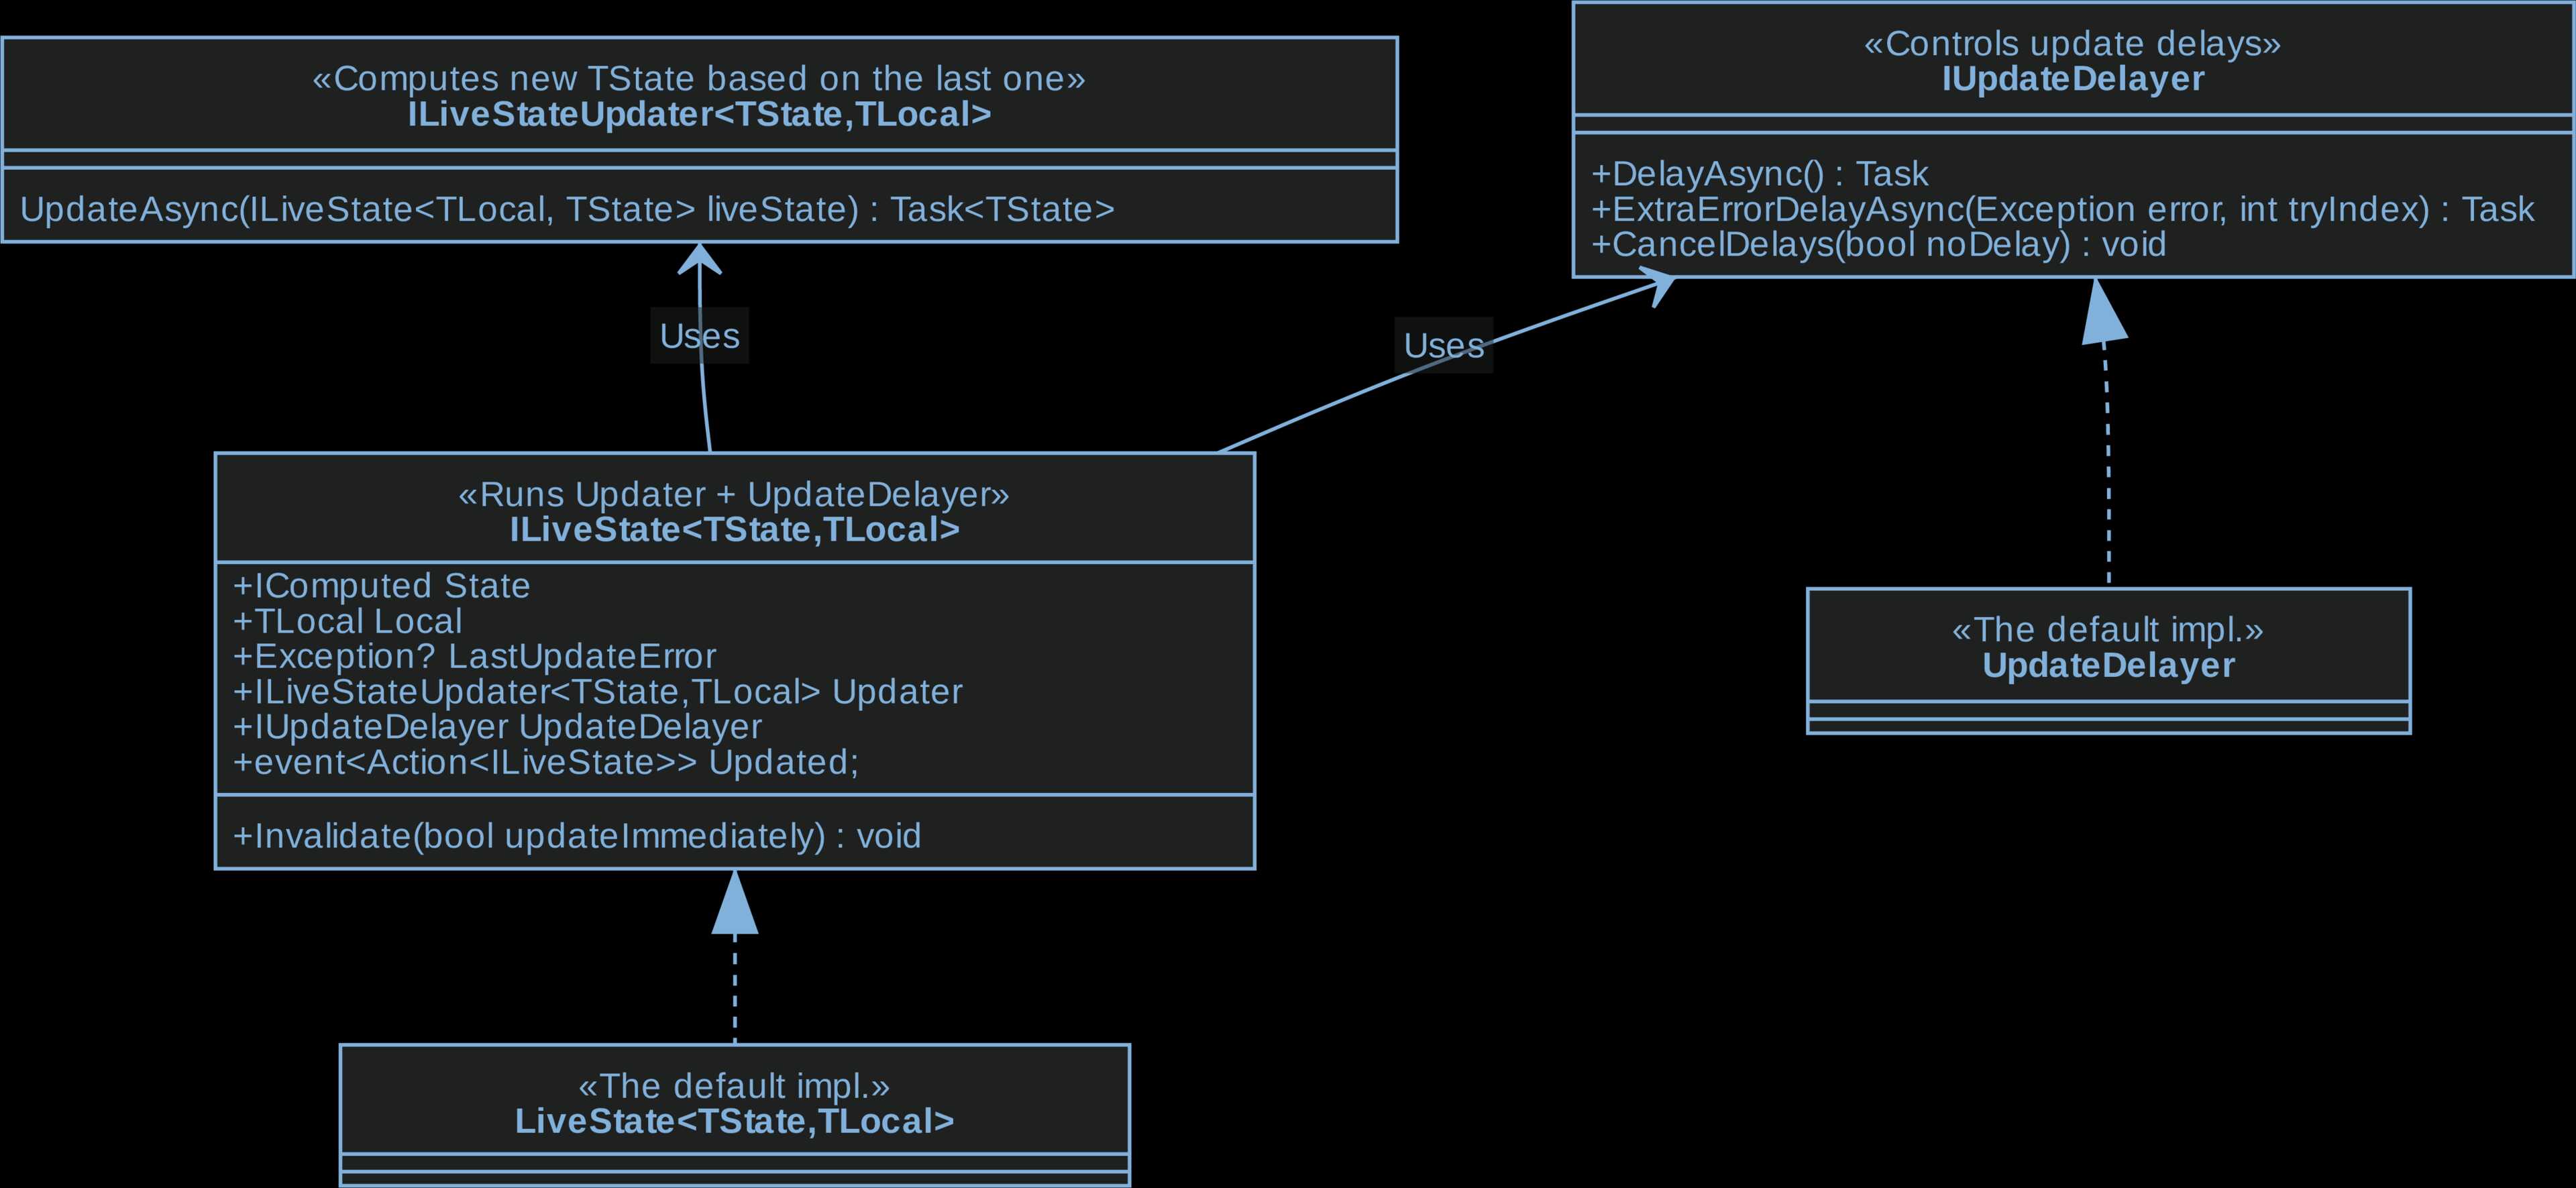 «Computes new TState based on the last one»
ILiveStateUpdater<TState,TLocal>
UpdateAsync(ILiveState<TLocal, TState> liveState) : Task<TState>
«Controls update delays»
IUpdateDelayer
+DelayAsync() : Task
+ExtraErrorDelayAsync(Exception error, int tryIndex) : Task
+CancelDelays(bool noDelay) : void
Uses
Uses
«Runs Updater + UpdateDelayer»
ILiveState<TState,TLocal>
+IComputed State
+TLocal Local
+Exception? LastUpdateError
+ILiveStateUpdater<TState,TLocal> Updater
+IUpdateDelayer UpdateDelayer
+event<Action<ILiveState>> Updated;
+Invalidate(bool updateImmediately) : void
«The default impl.»
UpdateDelayer
«The default impl.»
LiveState<TState,TLocal>